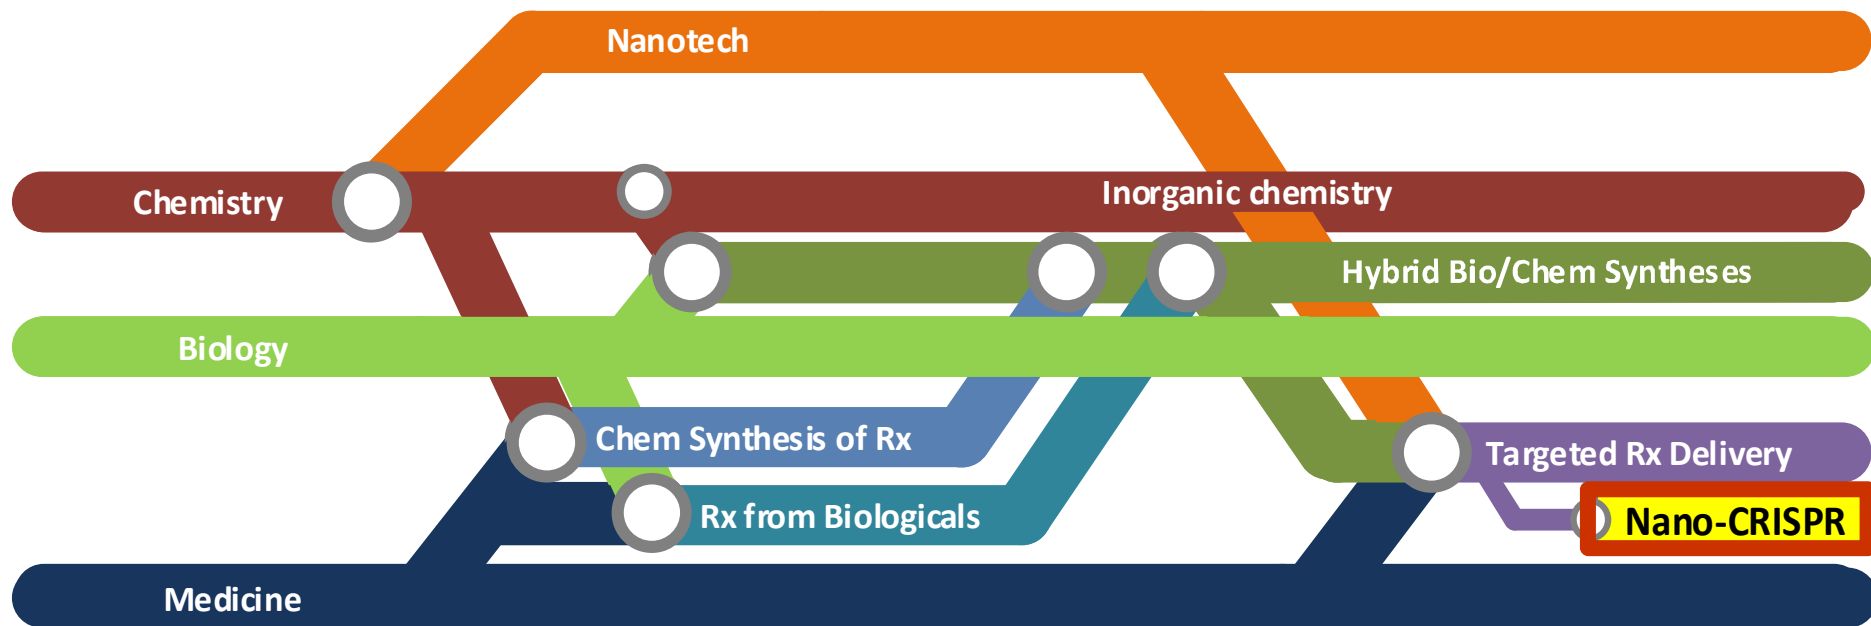 Nanotech
Chemistry
Inorganic chemistry
Hybrid Bio/Chem Syntheses
Biology
Chem Synthesis of Rx
Targeted Rx Delivery
Rx from Biologicals
Nano-CRISPR
Medicine